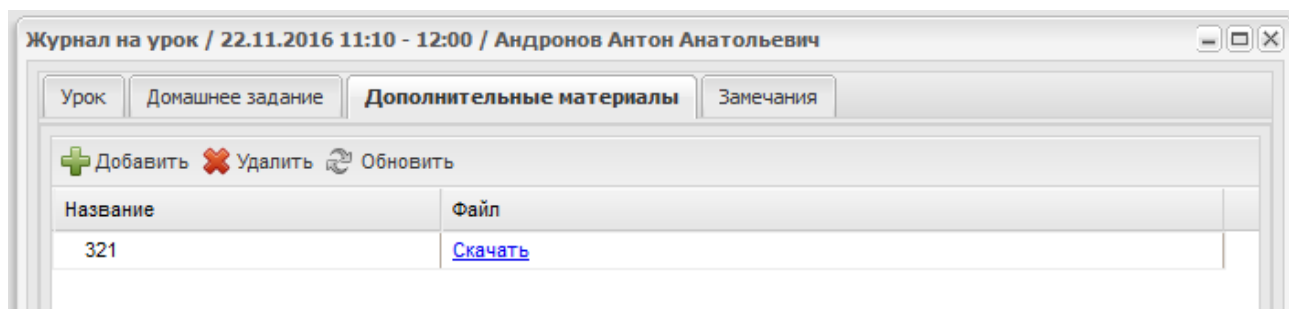 Журнал на урок / 22.11.2016 11:10 - 12:00 / Андронов Антон Анатольевич
Урок Домашнее задание Дополнительные материалы Замечания
Добавить Удалить Обновить
Название Файл
321 Скачать